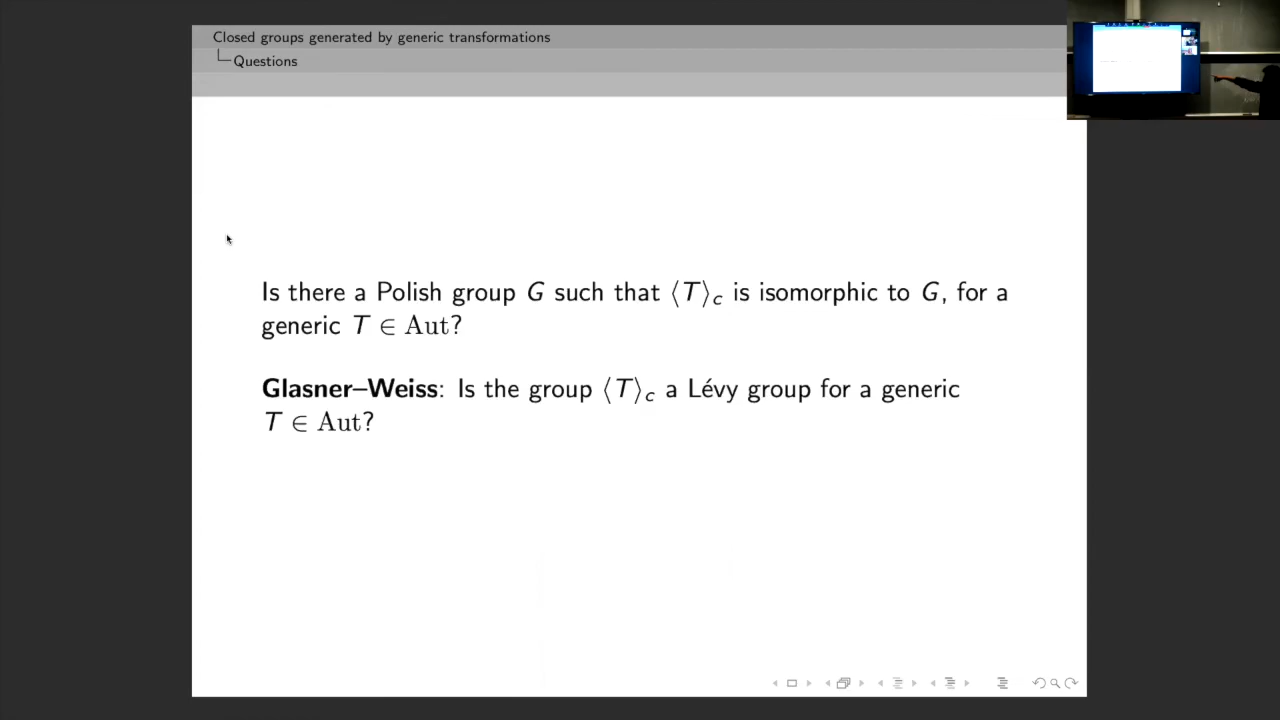 Closed groups generated by generic transformations
Questions
Is there a Polish group G such that ⟨T⟩c is isomorphic to G, for a
generic T ∈ Aut?
Glasner–Weiss: Is the group ⟨T⟩c a Lévy group for a generic
T ∈ Aut?